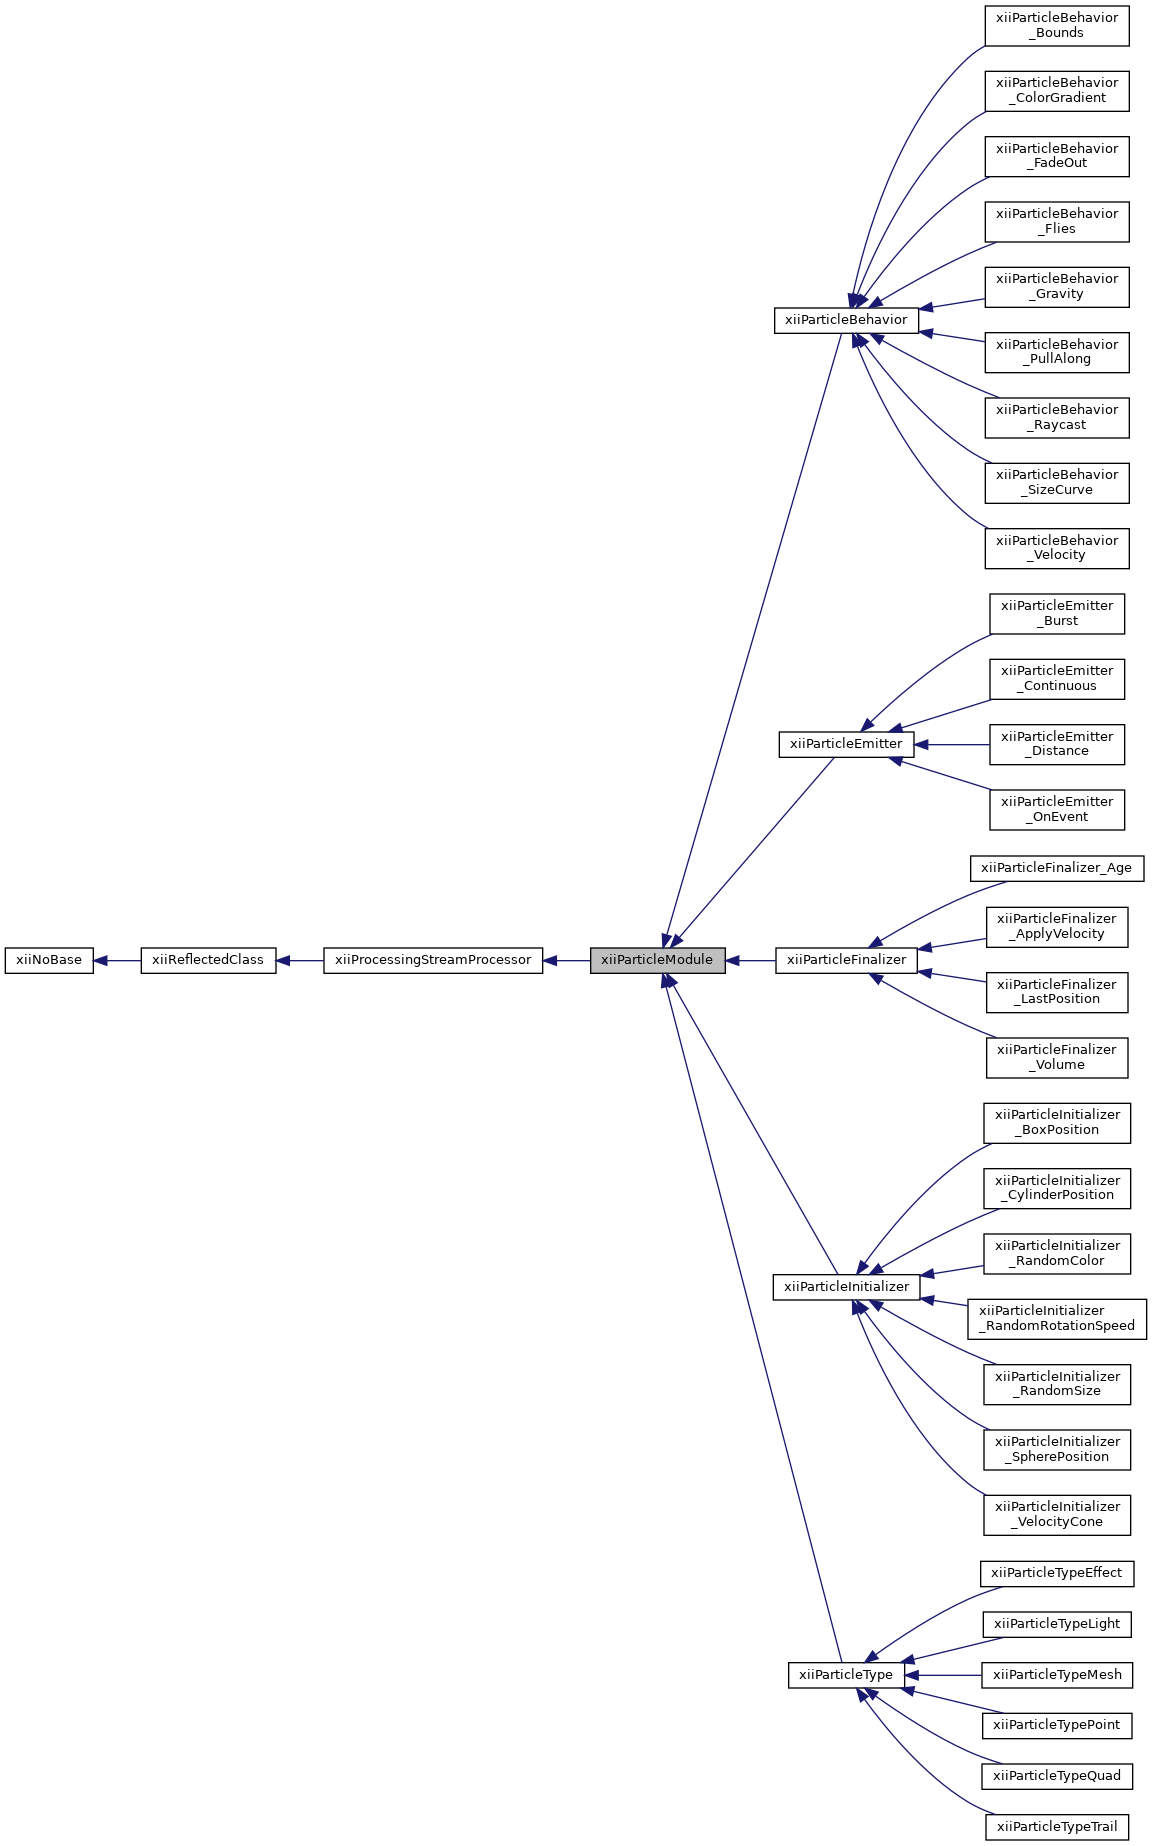 xiiParticleBehavior
_Bounds
xiiParticleBehavior
_ColorGradient
xiiParticleBehavior
_FadeOut
xiiParticleBehavior
_Flies
xiiParticleBehavior
_Gravity
xiiParticleBehavior
xiiParticleBehavior
_PullAlong
xiiParticleBehavior
_Raycast
xiiParticleBehavior
_SizeCurve
xiiParticleBehavior
_Velocity
xiiParticleEmitter
_Burst
xiiParticleEmitter
_Continuous
xiiParticleEmitter
xiiParticleEmitter
_Distance
xiiParticleEmitter
_OnEvent
xiiParticleFinalizer_Age
xiiParticleFinalizer
_ApplyVelocity
xiiNoBase
xiiReflectedClass
xiiProcessingStreamProcessor
xiiParticleModule
xiiParticleFinalizer
xiiParticleFinalizer
_LastPosition
xiiParticleFinalizer
_Volume
xiiParticleInitializer
_BoxPosition
xiiParticleInitializer
_CylinderPosition
xiiParticleInitializer
_RandomColor
xiiParticleInitializer
xiiParticleInitializer
_RandomRotationSpeed
xiiParticleInitializer
_RandomSize
xiiParticleInitializer
_SpherePosition
xiiParticleInitializer
_VelocityCone
xiiParticleTypeEffect
xiiParticleTypeLight
xiiParticleType
xiiParticleTypeMesh
xiiParticleTypePoint
xiiParticleTypeQuad
xiiParticleTypeTrail